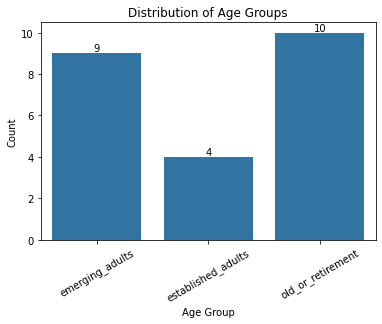 Distribution of Age Groups
10
9
4
Count
10
8
6
4
2
0
emerging_adults
established_adults
old_or_retirement
Age Group